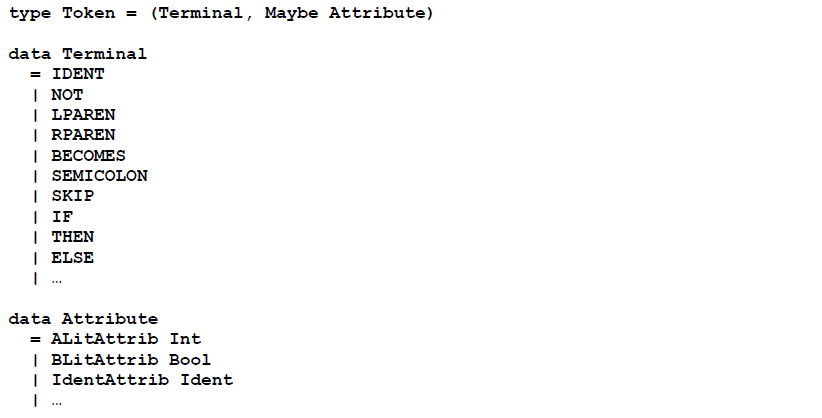 type Token = (Terminal, Maybe Attribute)
data Terminal
= IDENT
| NOT
| LPAREN
| RPAREN
| BECOMES
| SEMICOLON
| SKIP
| IF
| THEN
| ELSE
| …
data Attribute
= ALitAttrib Int
| BLitAttrib Bool
| IdentAttrib Ident
| …